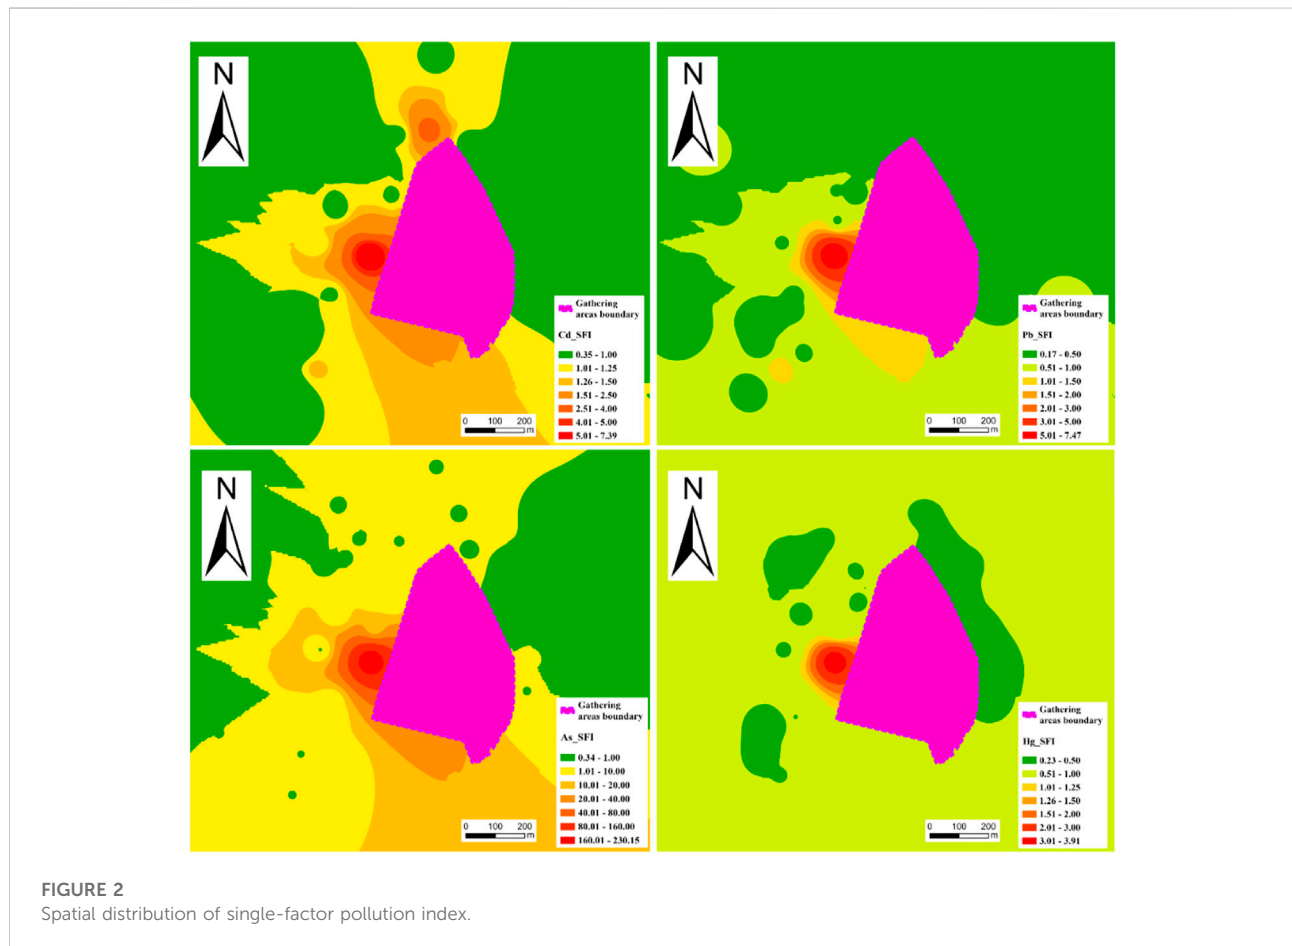 N
Gathering
areas boundary
Cd_SFI
0.35 - 1.00
1.01 - 1.25
1.26 - 1.50
1.51 - 2.50
2.51 - 4.00
4.01 - 5.00
5.01 - 7.39
0 100 200
m
N
Gathering
areas boundary
Pb_SFI
0.17 - 0.50
0.51 - 1.00
1.01 - 1.50
1.51 - 2.00
2.01 - 3.00
3.01 - 5.00
5.01 - 7.47
0 100 200
m
N
Gathering
areas boundary
As_SFI
0.34 - 1.00
1.01 - 10.00
10.01 - 20.00
20.01 - 40.00
40.01 - 80.00
80.01 - 160.00
160.01 - 230.15
0 100 200
m
N
Gathering
areas boundary
Hg_SFI
0.23 - 0.50
0.51 - 1.00
1.01 - 1.25
1.26 - 1.50
1.51 - 2.00
2.01 - 3.00
3.01 - 3.91
0 100 200
m
FIGURE 2
Spatial distribution of single-factor pollution index.